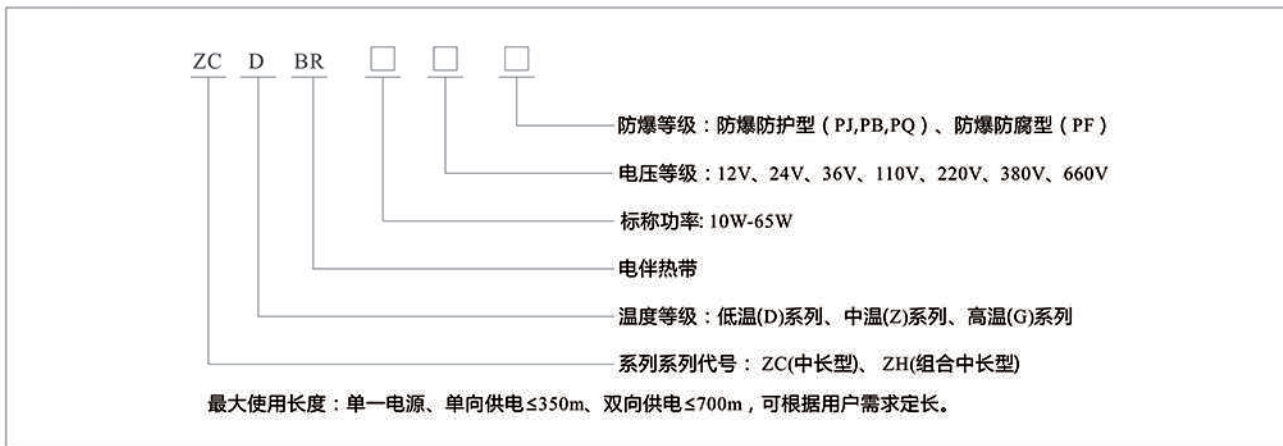 ZC D BR □ □ □
防爆等级：防爆防护型（PJ,PB,PQ）、防爆防腐型（PF）
电压等级：12V、24V、36V、110V、220V、380V、660V
标称功率: 10W-65W
电伴热带
温度等级：低温(D)系列、中温(Z)系列、高温(G)系列
系列系列代号： ZC(中长型)、 ZH(组合中长型)
最大使用长度：单一电源、单向供电≤350m、双向供电≤700m，可根据用户需求定长。